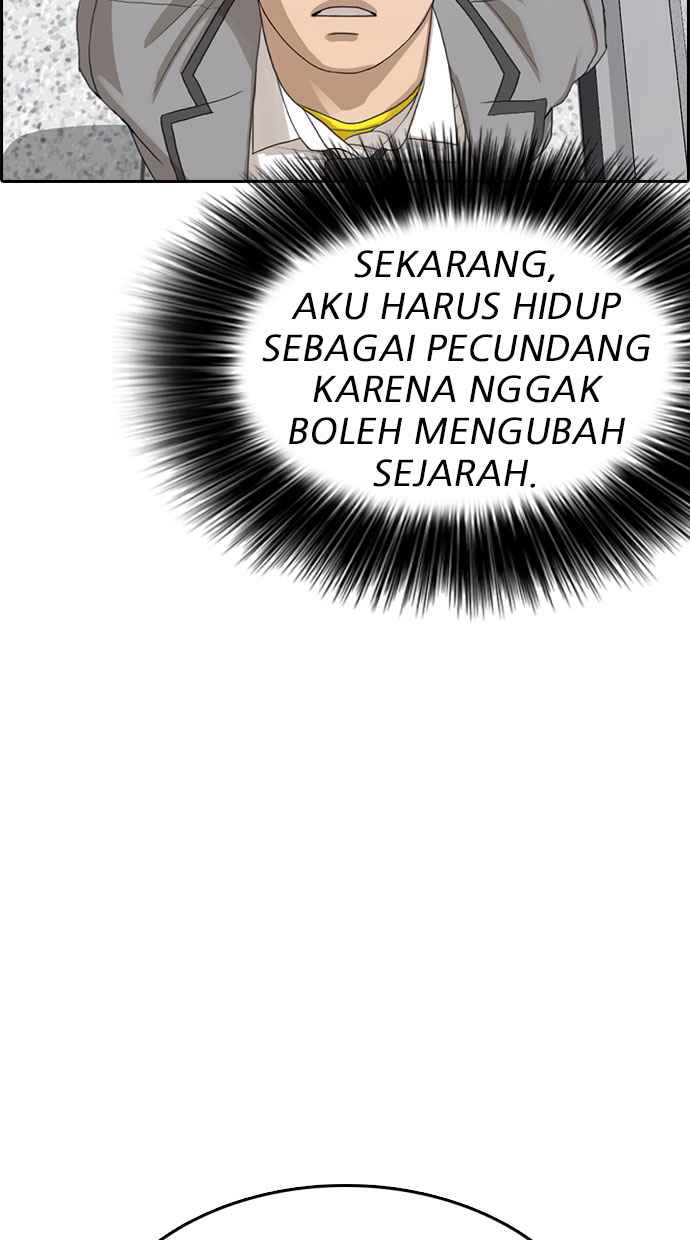 SEKARANG,
AKU HARUS HIDUP
SEBAGAI PECUNDANG
KARENA NGGAK
BOLEH MENGUBAH
SEJARAH.